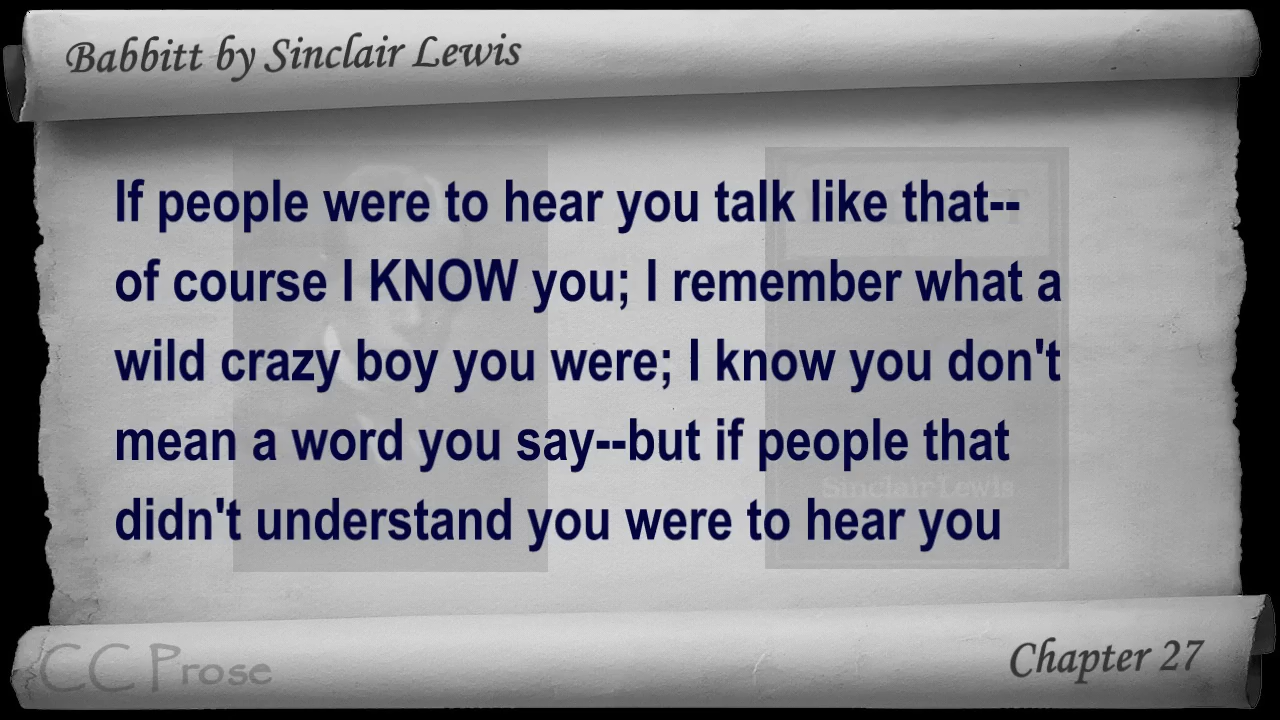 Babbitt by Sinclair Lewis
If people were to hear you talk like that--
of course I KNOW you; I remember what a
wild crazy boy you were; I know you don't
mean a word you say--but if people that
didn't understand you were to hear you
Sinclair Lewis
CC Prose
Chapter 27